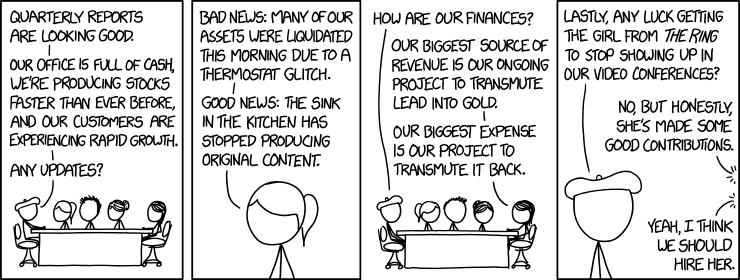 QUARTERLY REPORTS
ARE LOOKING GOOD.
OUR OFFICE IS FULL OF CASH,
WE'RE PRODUCING STOCKS
FASTER THAN EVER BEFORE,
AND OUR CUSTOMERS ARE
EXPERIENCING RAPID GROWTH.
ANY UPDATES?
BAD NEWS: MANY OF OUR
ASSETS WERE LIQUIDATED
THIS MORNING DUE TO A
THERMOSTAT GLITCH.
GOOD NEWS: THE SINK
IN THE KITCHEN HAS
STOPPED PRODUCING
ORIGINAL CONTENT.
HOW ARE OUR FINANCES?
OUR BIGGEST SOURCE OF
REVENUE IS OUR ONGOING
PROJECT TO TRANSMUTE
LEAD INTO GOLD.
OUR BIGGEST EXPENSE
IS OUR PROJECT TO
TRANSMUTE IT BACK.
LASTLY, ANY LUCK GETTING
THE GIRL FROM THE RING
TO STOP SHOWING UP IN
OUR VIDEO CONFERENCES?
NO, BUT HONESTLY,
SHE'S MADE SOME
GOOD CONTRIBUTIONS.
YEAH, I THINK
WE SHOULD
HIRE HER.